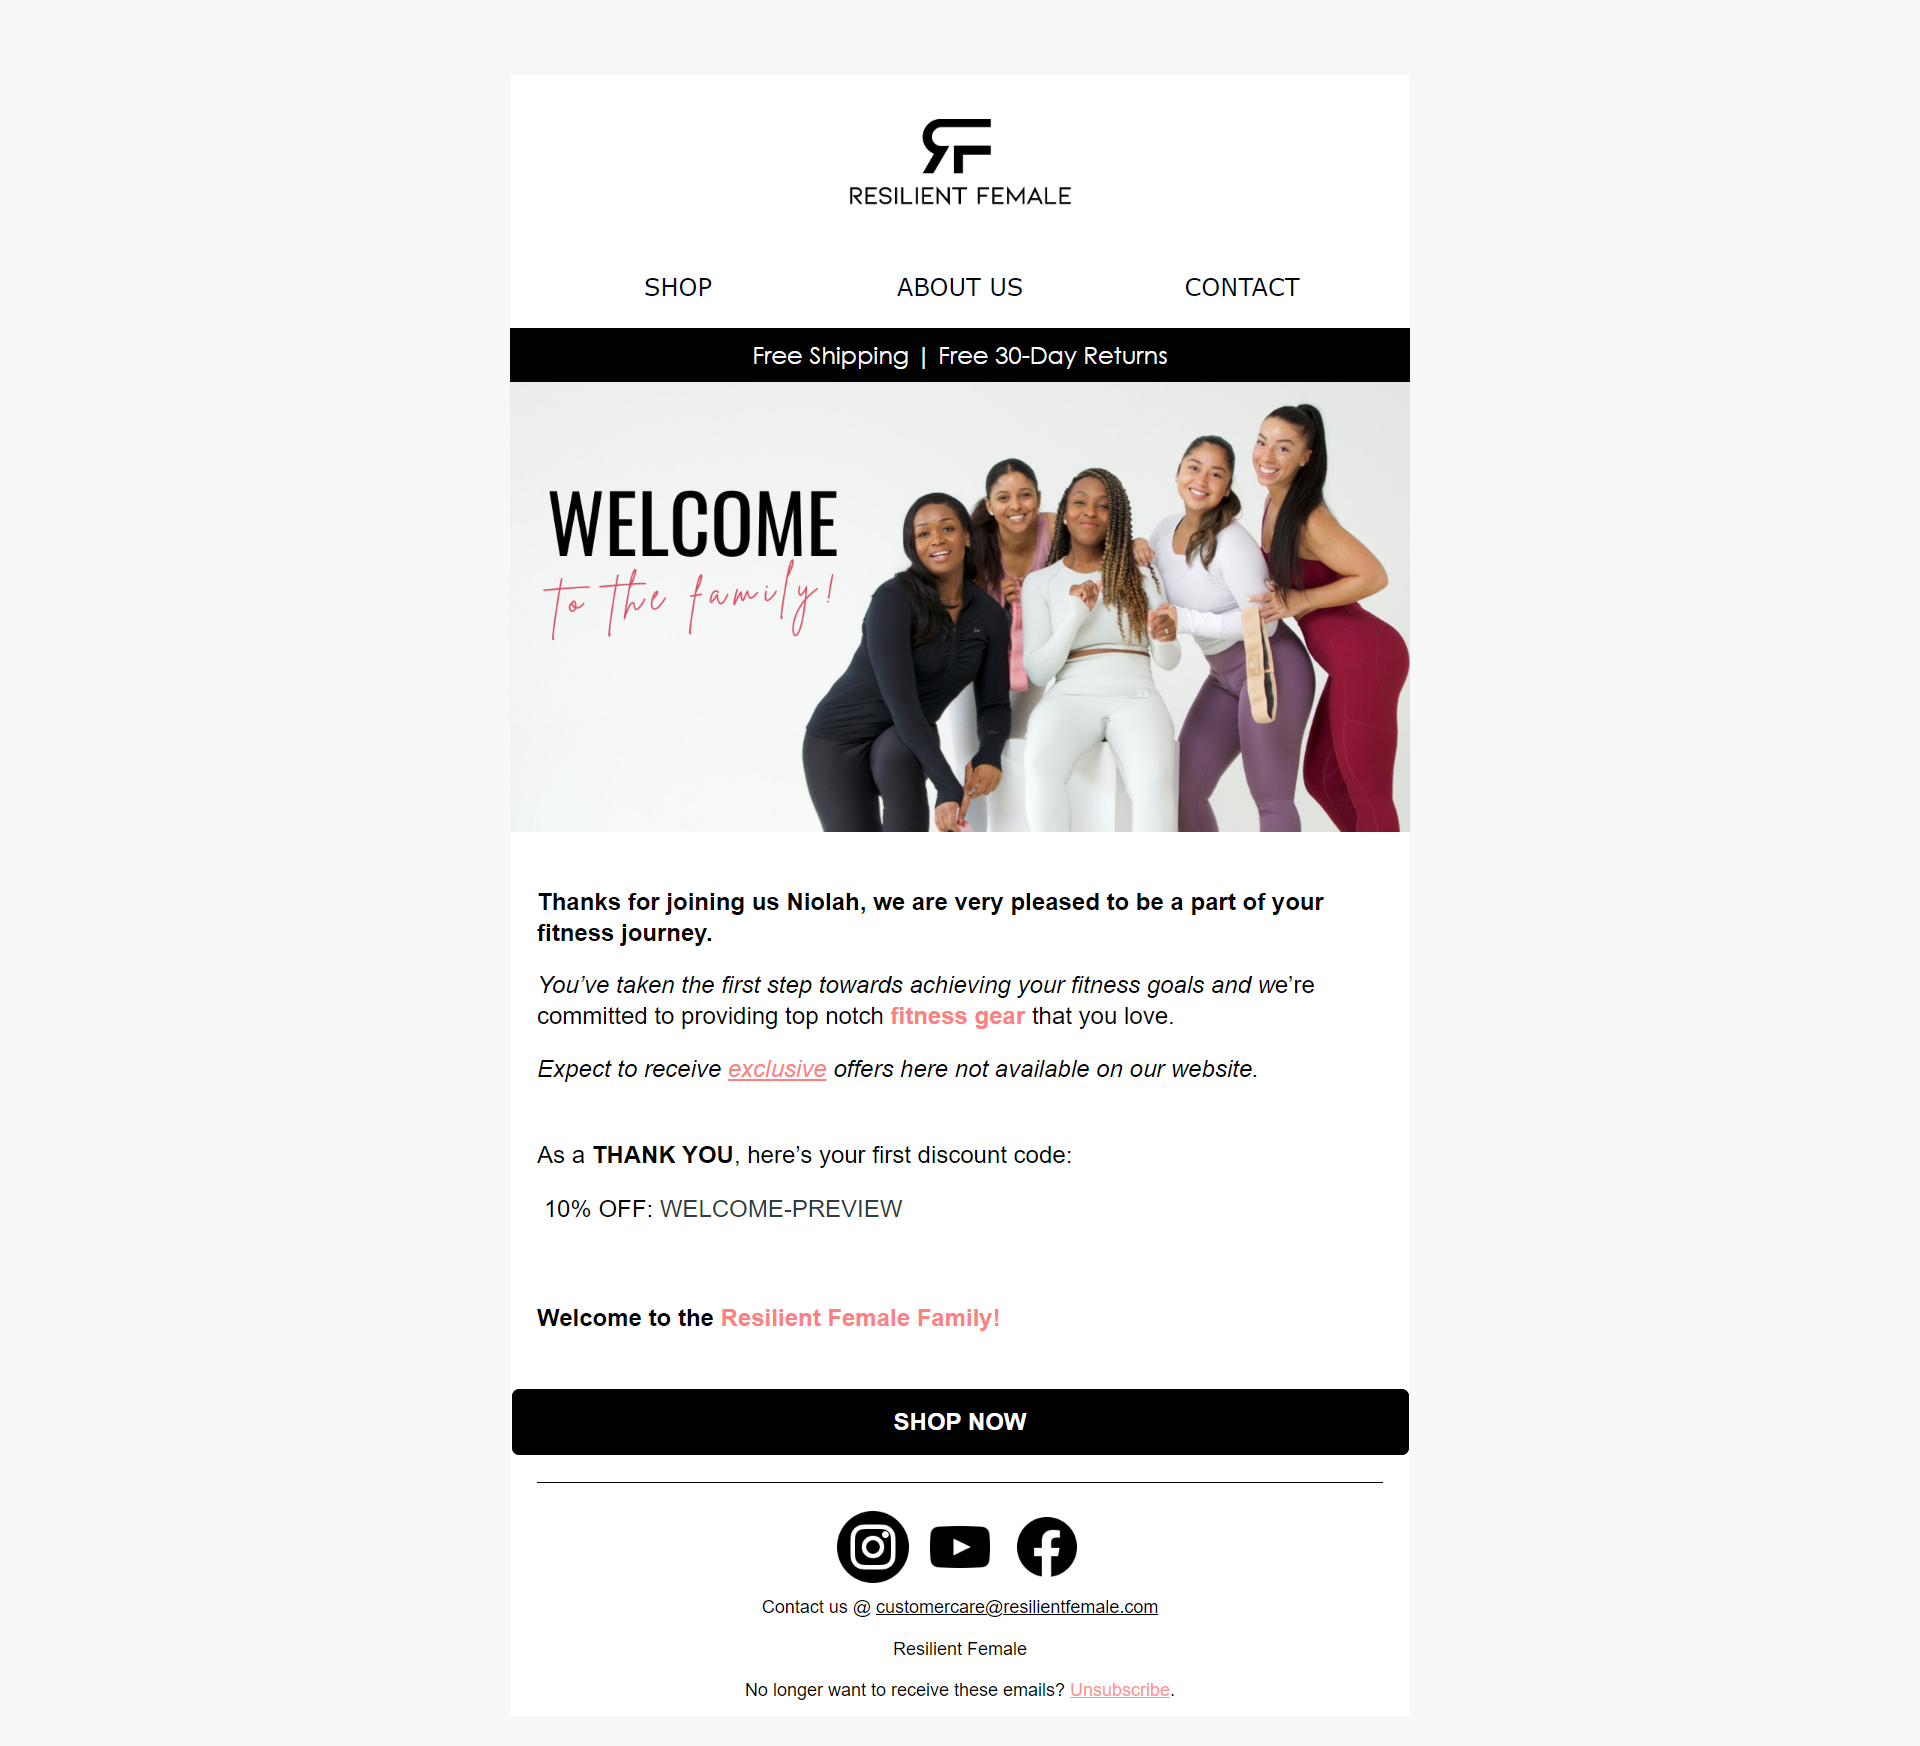 RF
RESILIENT FEMALE
SHOP ABOUT US CONTACT
Free Shipping | Free 30-Day Returns
WELCOME
to the family!
Thanks for joining us Niolah, we are very pleased to be a part of your
fitness journey.
You’ve taken the first step towards achieving your fitness goals and we’re
committed to providing top notch fitness gear that you love.
Expect to receive exclusive offers here not available on our website.
As a THANK YOU, here’s your first discount code:
10% OFF: WELCOME-PREVIEW
Welcome to the Resilient Female Family!
SHOP NOW
Contact us @ customercare@resilientfemale.com
Resilient Female
No longer want to receive these emails? Unsubscribe.